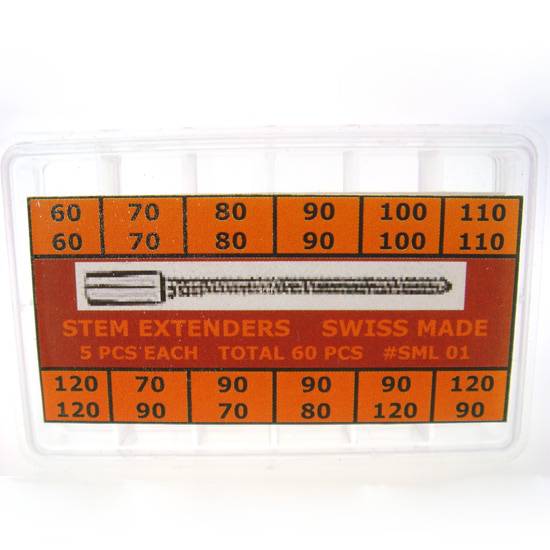 60 70 80 90 100 110
60 70 80 90 100 110
STEM EXTENDERS SWISS MADE
5 PCS EACH TOTAL 60 PCS #SML 01
120 70 90 90 90 120
120 90 70 80 120 90